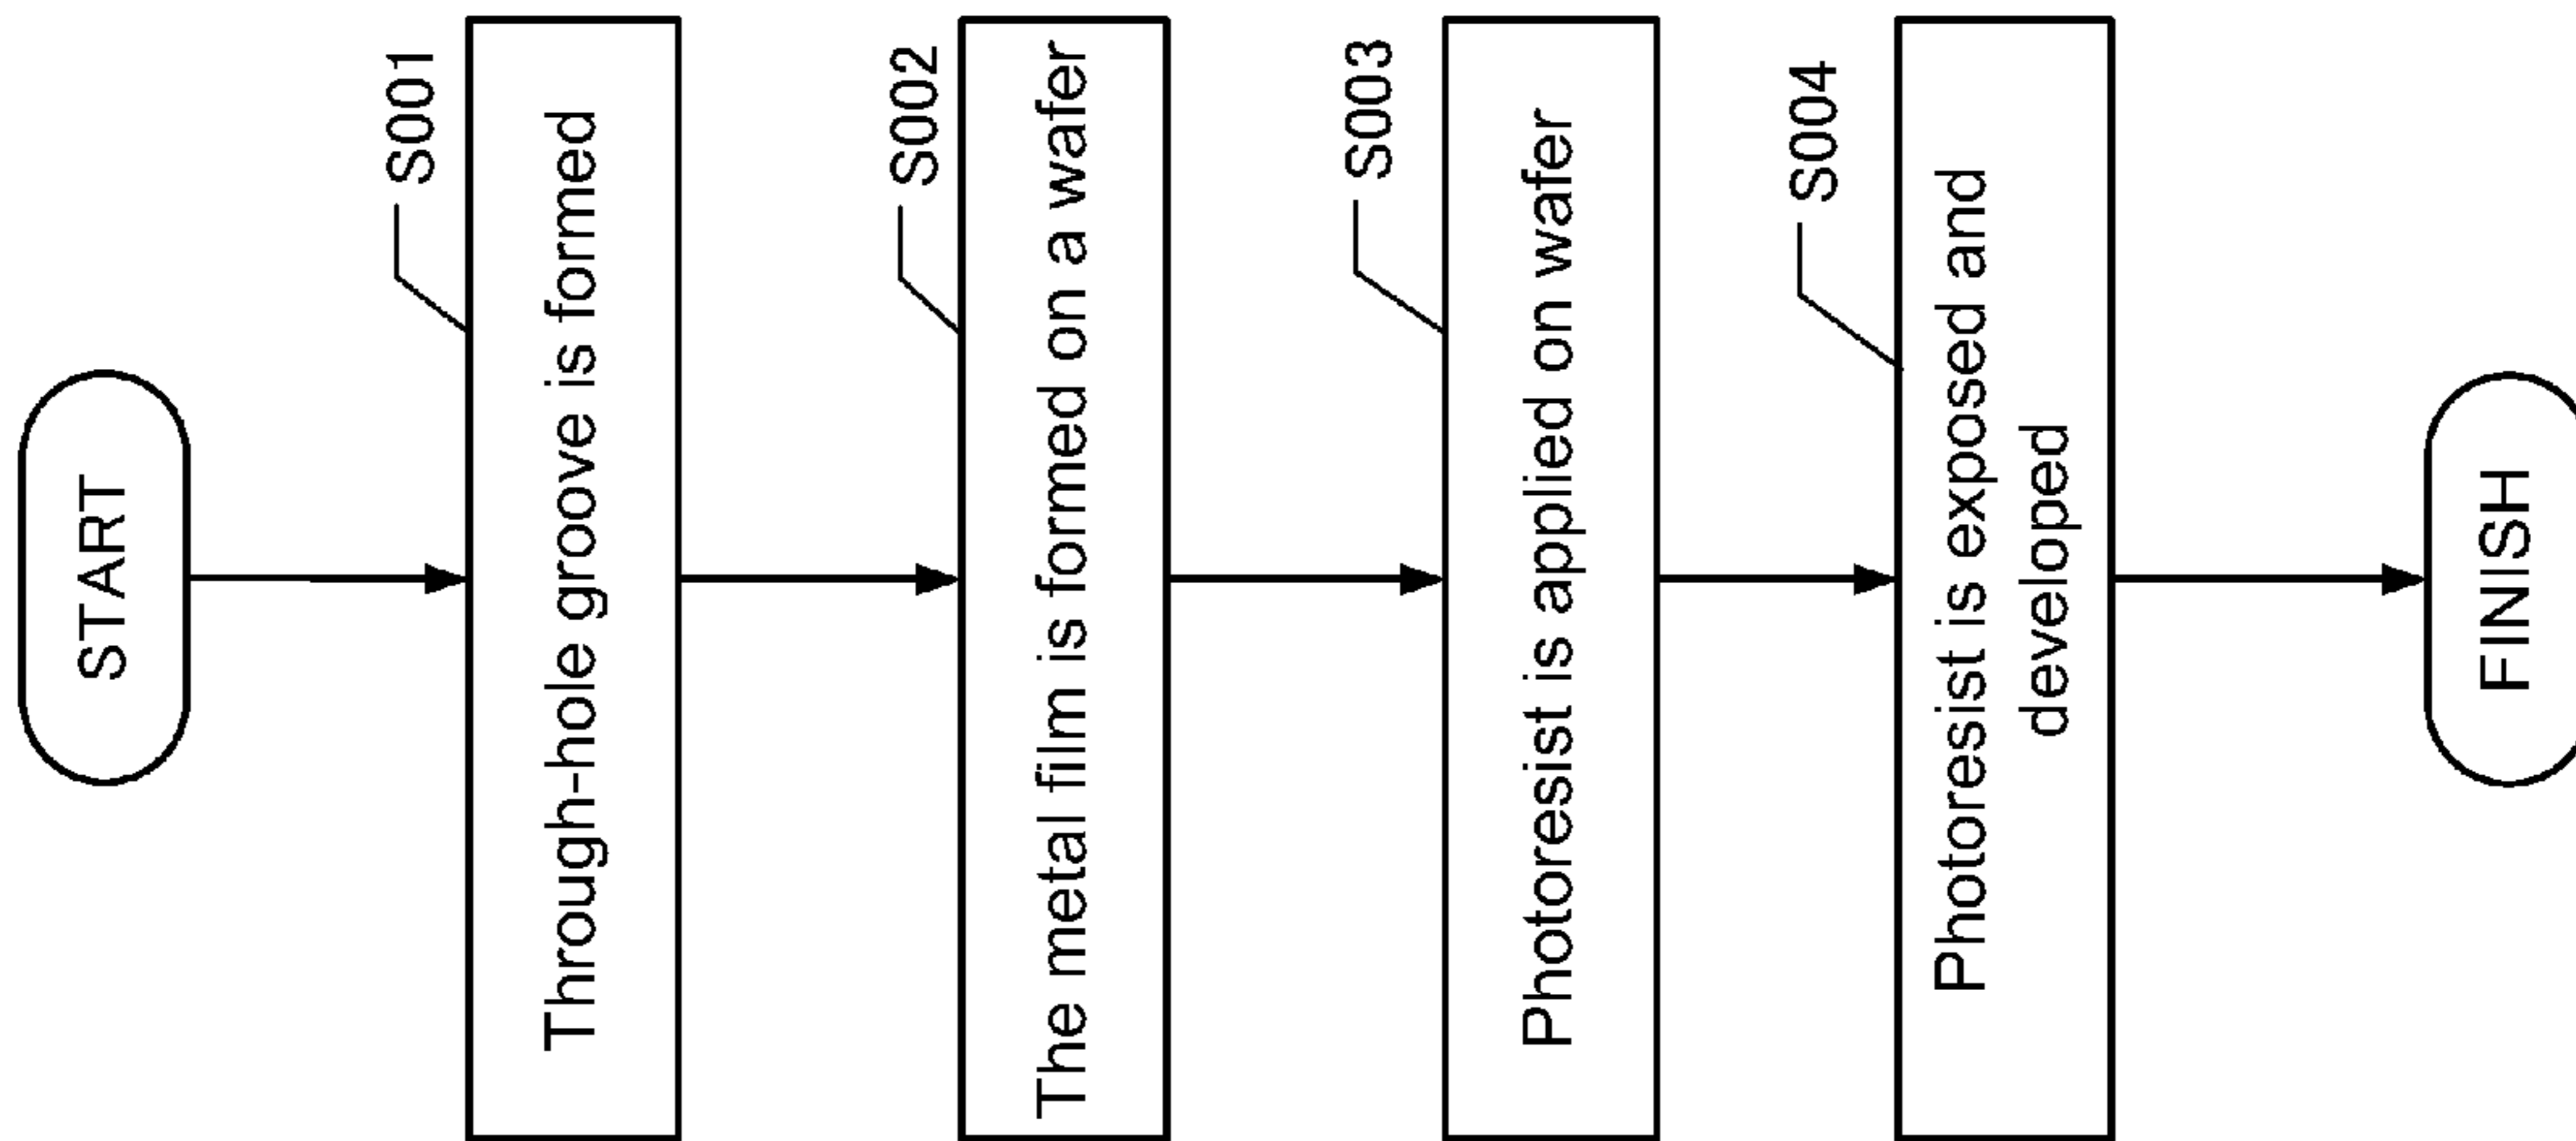 START
S001
Through-hole groove is formed
S002
The metal film is formed on a wafer
S003
Photoresist is applied on wafer
S004
Photoresist is exposed and
developed
FINISH